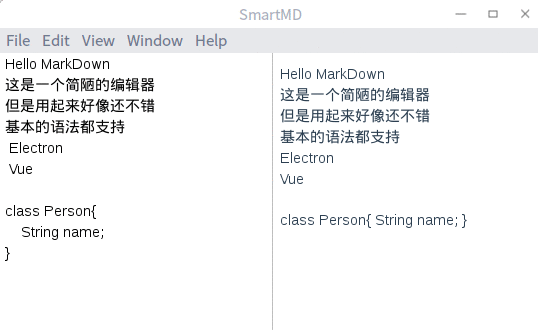 SmartMD
File Edit View Window Help
Hello MarkDown
这是一个简陋的编辑器
但是用起来好像还不错
基本的语法都支持
Electron
Vue
class Person{
String name;
}
Hello MarkDown
这是一个简陋的编辑器
但是用起来好像还不错
基本的语法都支持
Electron
Vue
class Person{ String name; }